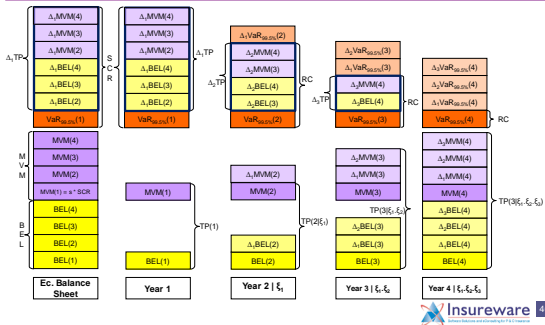 Δ₁MVM(4)
Δ₁MVM(3)
Δ₁MVM(2)
Δ₁BEL(4)
Δ₁BEL(3)
Δ₁BEL(2)
VaR₉₉.₅%(1)
Δ₁TP
S
C
R
MVM(4)
MVM(3)
MVM(2)
MVM(1) = s * SCR
BEL(4)
BEL(3)
BEL(2)
BEL(1)
M
V
M
B
E
L
Ec. Balance
Sheet
Δ₁MVM(4)
Δ₁MVM(3)
Δ₁MVM(2)
Δ₁BEL(4)
Δ₁BEL(3)
Δ₁BEL(2)
VaR₉₉.₅%(1)
Δ₁TP
MVM(1)
BEL(1)
TP(1)
Year 1
Δ₁VaR₉₉.₅%(2)
Δ₂MVM(4)
Δ₂MVM(3)
Δ₂BEL(4)
Δ₂BEL(3)
VaR₉₉.₅%(2)
Δ₂TP
RC
Δ₁MVM(2)
MVM(2)
Δ₁BEL(2)
BEL(2)
TP(2|ξ₁)
Year 2 | ξ₁
Δ₂VaR₉₉.₅%(3)
Δ₁VaR₉₉.₅%(3)
Δ₃MVM(4)
Δ₃BEL(4)
VaR₉₉.₅%(3)
Δ₃TP
RC
Δ₂MVM(3)
Δ₁MVM(3)
MVM(3)
Δ₂BEL(3)
Δ₁BEL(3)
BEL(3)
TP(3|ξ₁,ξ₂)
Year 3 | ξ₁,ξ₂
Δ₃VaR₉₉.₅%(4)
Δ₂VaR₉₉.₅%(4)
Δ₁VaR₉₉.₅%(4)
VaR₉₉.₅%(4)
RC
Δ₃MVM(4)
Δ₂MVM(4)
Δ₁MVM(4)
MVM(4)
Δ₃BEL(4)
Δ₂BEL(4)
Δ₁BEL(4)
BEL(4)
TP(3|ξ₁,ξ₂,ξ₃)
Year 4 | ξ₁,ξ₂,ξ₃
Insureware
4